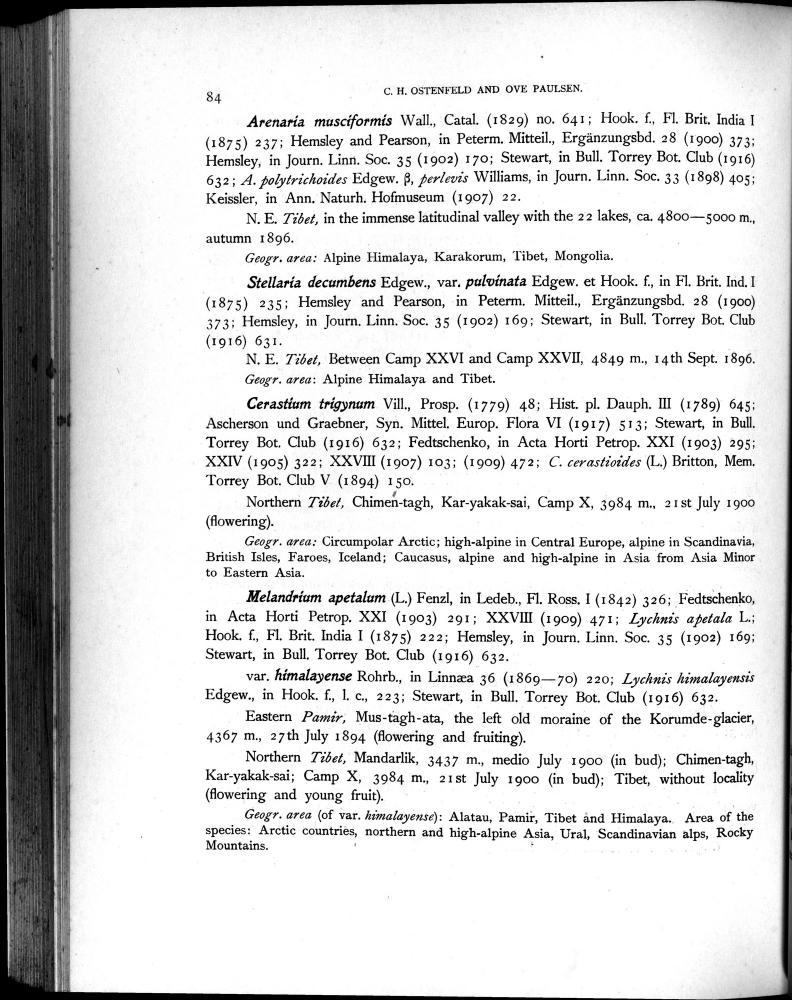 84
C. H. OSTENFELD AND OVE PAULSEN.
Arenaria musciformis Wall., Catal. (1829) no. 641; Hook. f., Fl. Brit. India I
(1875) 237; Hemsley and Pearson, in Peterm. Mitteil., Ergänzungsbd. 28 (1900) 373;
Hemsley, in Journ. Linn. Soc. 35 (1902) 170; Stewart, in Bull. Torrey Bot. Club (1916)
632; A. polytrichoides Edgew. β, perlevis Williams, in Journ. Linn. Soc. 33 (1898) 405;
Keissler, in Ann. Naturh. Hofmuseum (1907) 22.
N. E. Tibet, in the immense latitudinal valley with the 22 lakes, ca. 4800—5000 m.,
autumn 1896.
Geogr. area: Alpine Himalaya, Karakorum, Tibet, Mongolia.
Stellaria decumbens Edgew., var. pulvinata Edgew. et Hook. f., in Fl. Brit. Ind. I
(1875) 235; Hemsley and Pearson, in Peterm. Mitteil., Ergänzungsbd. 28 (1900)
373; Hemsley, in Journ. Linn. Soc. 35 (1902) 169; Stewart, in Bull. Torrey Bot. Club
(1916) 631.
N. E. Tibet, Between Camp XXVI and Camp XXVII, 4849 m., 14th Sept. 1896.
Geogr. area: Alpine Himalaya and Tibet.
Cerastium trigynum Vill., Prosp. (1779) 48; Hist. pl. Dauph. III (1789) 645;
Ascherson und Graebner, Syn. Mittel. Europ. Flora VI (1917) 513; Stewart, in Bull.
Torrey Bot. Club (1916) 632; Fedtschenko, in Acta Horti Petrop. XXI (1903) 295;
XXIV (1905) 322; XXVIII (1907) 103; (1909) 472; C. cerastioides (L.) Britton, Mem.
Torrey Bot. Club V (1894) 150.
Northern Tibet, Chimen-tagh, Kar-yakak-sai, Camp X, 3984 m., 21st July 1900
(flowering).
Geogr. area: Circumpolar Arctic; high-alpine in Central Europe, alpine in Scandinavia,
British Isles, Faroes, Iceland; Caucasus, alpine and high-alpine in Asia from Asia Minor
to Eastern Asia.
Melandrium apetalum (L.) Fenzl, in Ledeb., Fl. Ross. I (1842) 326; Fedtschenko,
in Acta Horti Petrop. XXI (1903) 291; XXVIII (1909) 471; Lychnis apetala L.;
Hook. f., Fl. Brit. India I (1875) 222; Hemsley, in Journ. Linn. Soc. 35 (1902) 169;
Stewart, in Bull. Torrey Bot. Club (1916) 632.
var. himalayense Rohrb., in Linnæa 36 (1869—70) 220; Lychnis himalayensis
Edgew., in Hook. f., l. c., 223; Stewart, in Bull. Torrey Bot. Club (1916) 632.
Eastern Pamir, Mus-tagh-ata, the left old moraine of the Korumde-glacier,
4367 m., 27th July 1894 (flowering and fruiting).
Northern Tibet, Mandarlik, 3437 m., medio July 1900 (in bud); Chimen-tagh,
Kar-yakak-sai; Camp X, 3984 m., 21st July 1900 (in bud); Tibet, without locality
(flowering and young fruit).
Geogr. area (of var. himalayense): Alatau, Pamir, Tibet and Himalaya. Area of the
species: Arctic countries, northern and high-alpine Asia, Ural, Scandinavian alps, Rocky
Mountains.